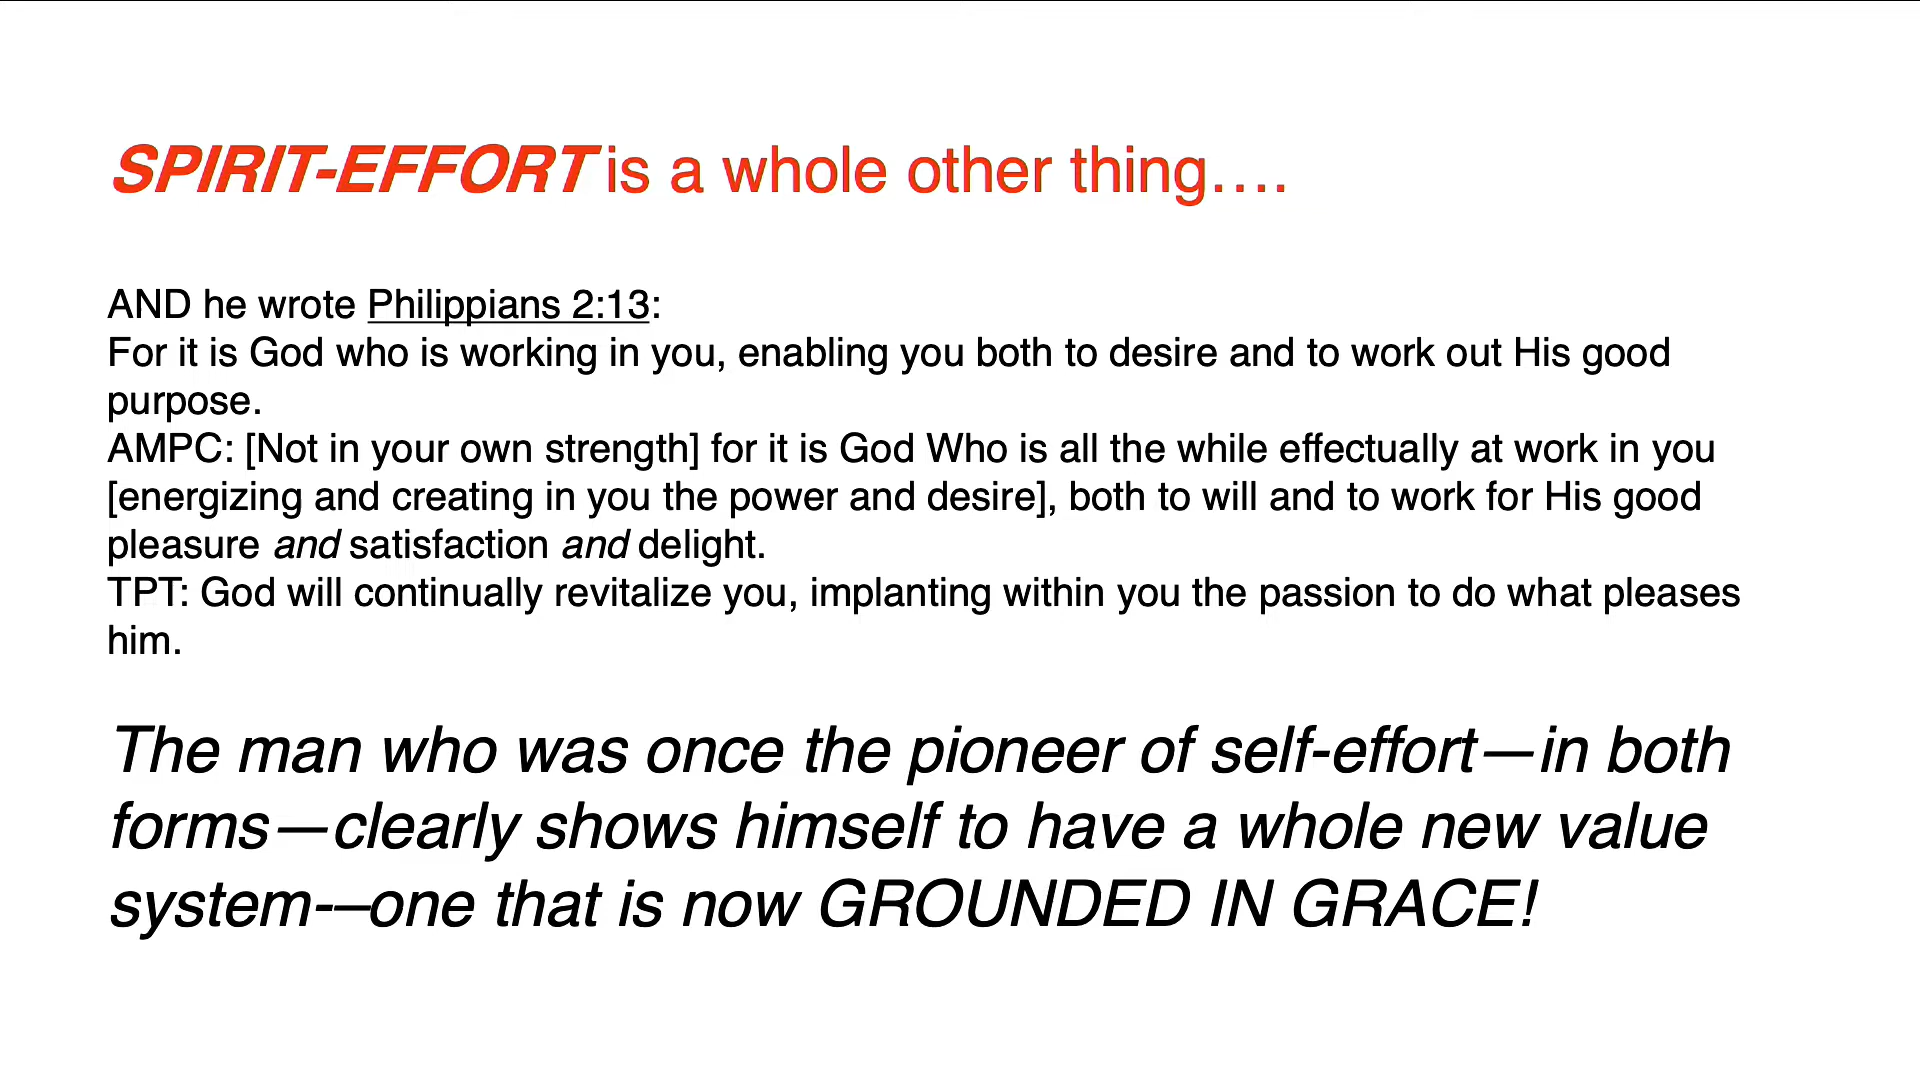 SPIRIT-EFFORT is a whole other thing….
AND he wrote Philippians 2:13:
For it is God who is working in you, enabling you both to desire and to work out His good
purpose.
AMPC: [Not in your own strength] for it is God Who is all the while effectually at work in you
[energizing and creating in you the power and desire], both to will and to work for His good
pleasure and satisfaction and delight.
TPT: God will continually revitalize you, implanting within you the passion to do what pleases
him.
The man who was once the pioneer of self-effort—in both
forms—clearly shows himself to have a whole new value
system-—one that is now GROUNDED IN GRACE!